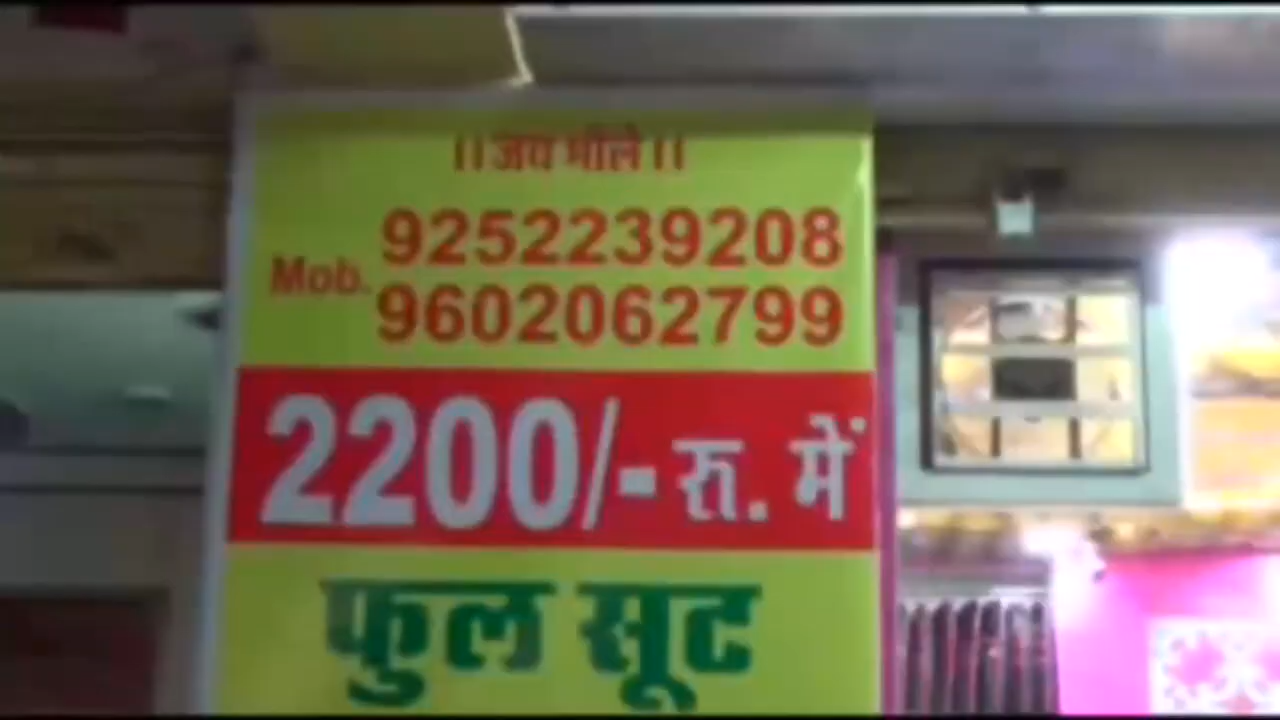 ।।जय भोले।।
9252239208
Mob.
9602062799
2200/- रु. में
फुल सूट